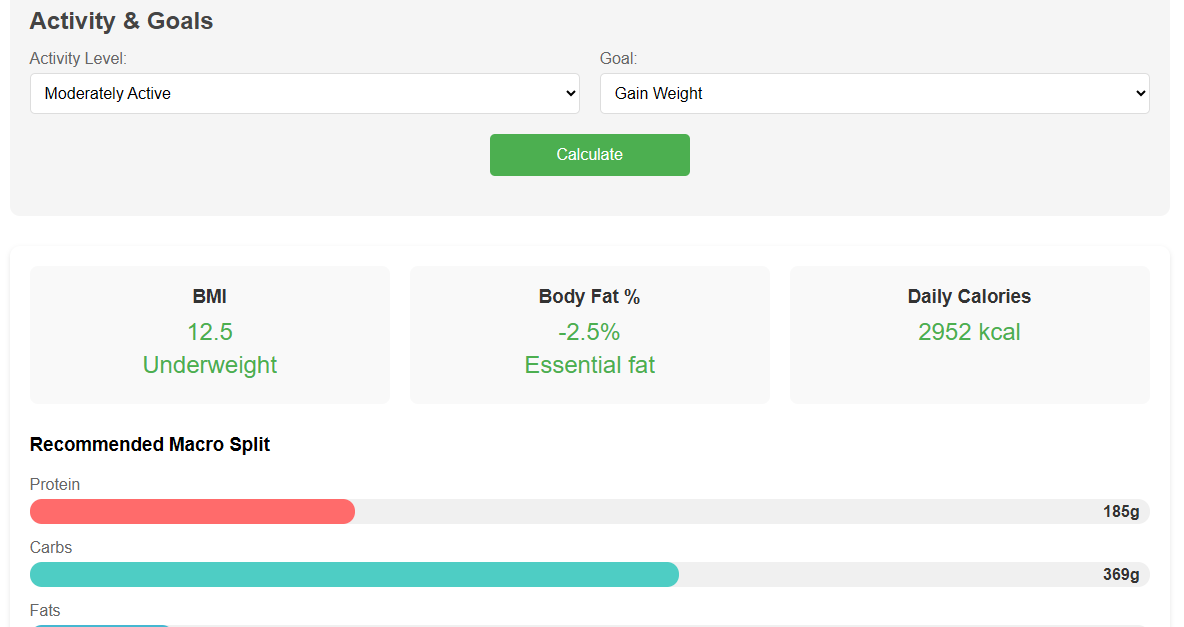 Activity & Goals
Activity Level:
Goal:
Moderately Active
Gain Weight
Calculate
BMI
12.5
Underweight
Body Fat %
-2.5%
Essential fat
Daily Calories
2952 kcal
Recommended Macro Split
Protein
185g
Carbs
369g
Fats